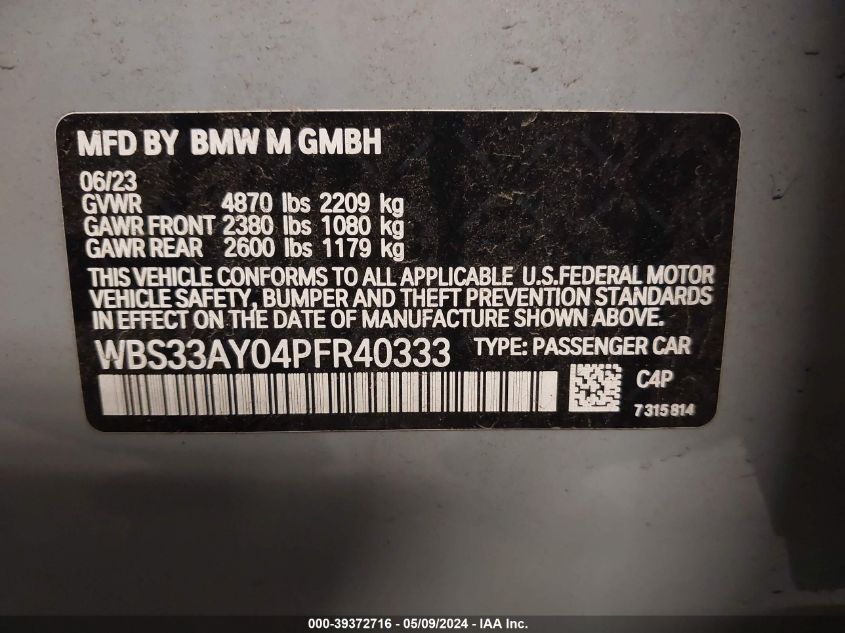 MFD BY BMW M GMBH
06/23
GVWR 4870 lbs 2209 kg
GAWR FRONT 2380 lbs 1080 kg
GAWR REAR 2600 lbs 1179 kg
THIS VEHICLE CONFORMS TO ALL APPLICABLE U.S.FEDERAL MOTOR
VEHICLE SAFETY, BUMPER AND THEFT PREVENTION STANDARDS
IN EFFECT ON THE DATE OF MANUFACTURE SHOWN ABOVE.
WBS33AY04PFR40333 TYPE: PASSENGER CAR
C4P
7315814
000-39372716 - 05/09/2024 - IAA Inc.